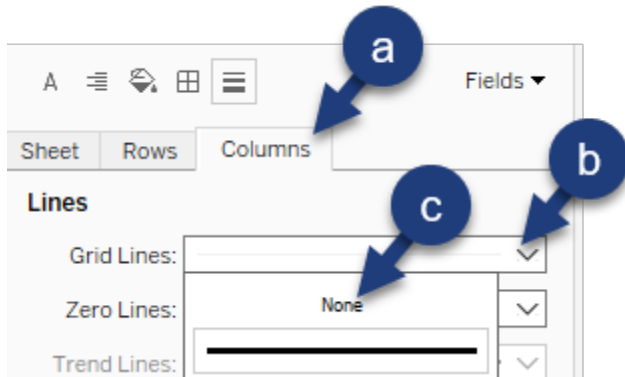 a
A Fields
Sheet Rows Columns
b
Lines
c
Grid Lines:
None
Zero Lines:
Trend Lines: